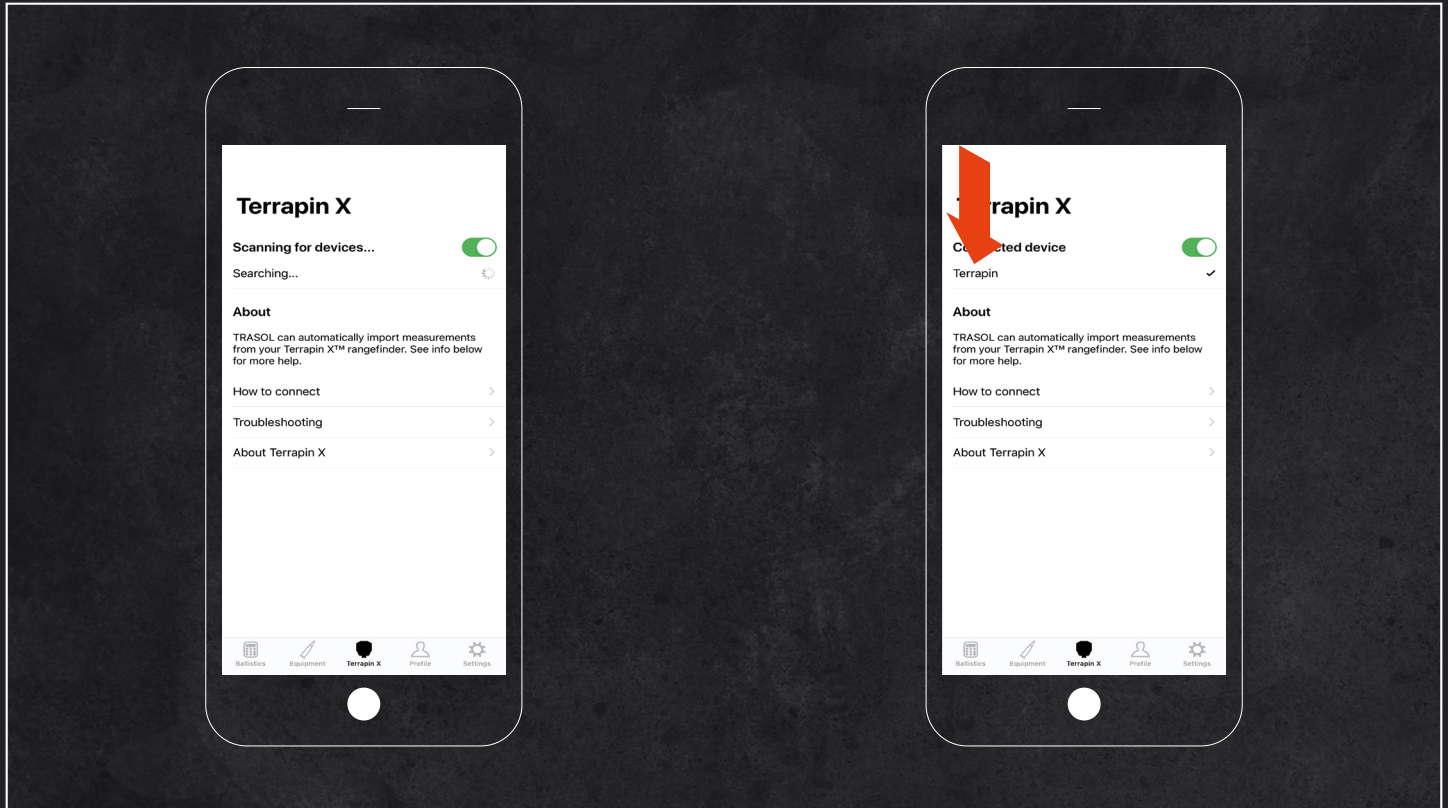 Terrapin X
Scanning for devices...
Searching...
About
TRASOL can automatically import measurements
from your Terrapin X™ rangefinder. See info below
for more help.
How to connect
Troubleshooting
About Terrapin X
Ballistics Equipment Terrapin X Profile Settings
rapin X
ted device
Terrapin
About
TRASOL can automatically import measurements
from your Terrapin X™ rangefinder. See info below
for more help.
How to connect
Troubleshooting
About Terrapin X
Ballistics Equipment Terrapin X Profile Settings